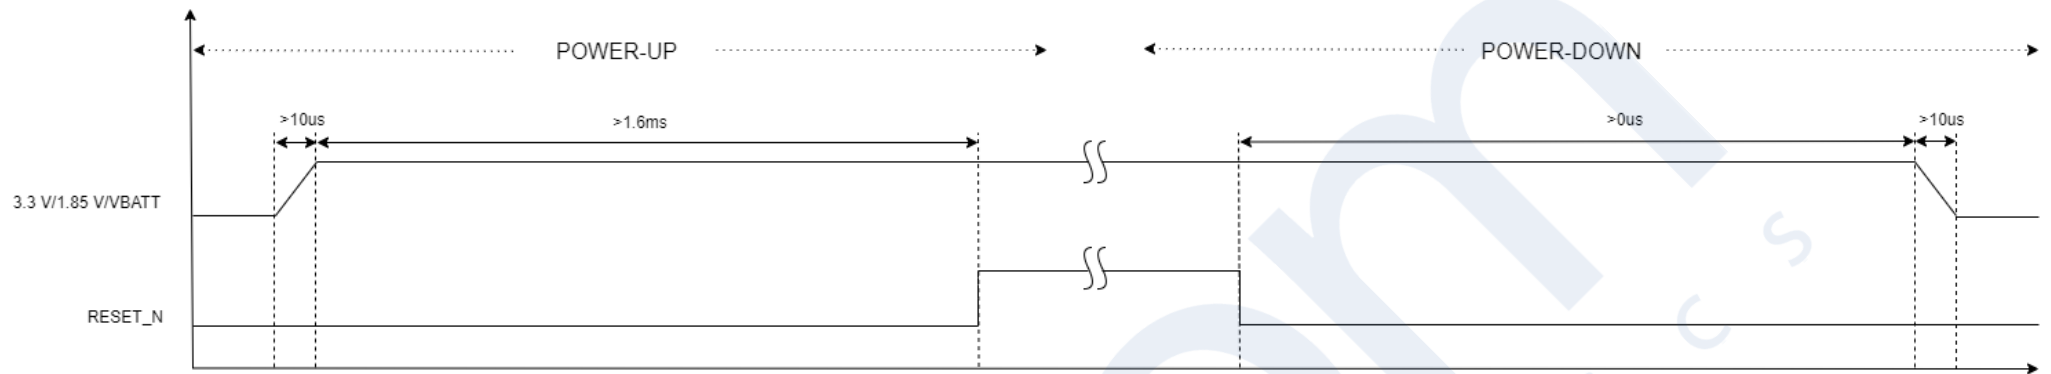 POWER-UP
POWER-DOWN
>10us
>1.6ms
>0us
>10us
3.3 V/1.85 V/VBATT
RESET_N